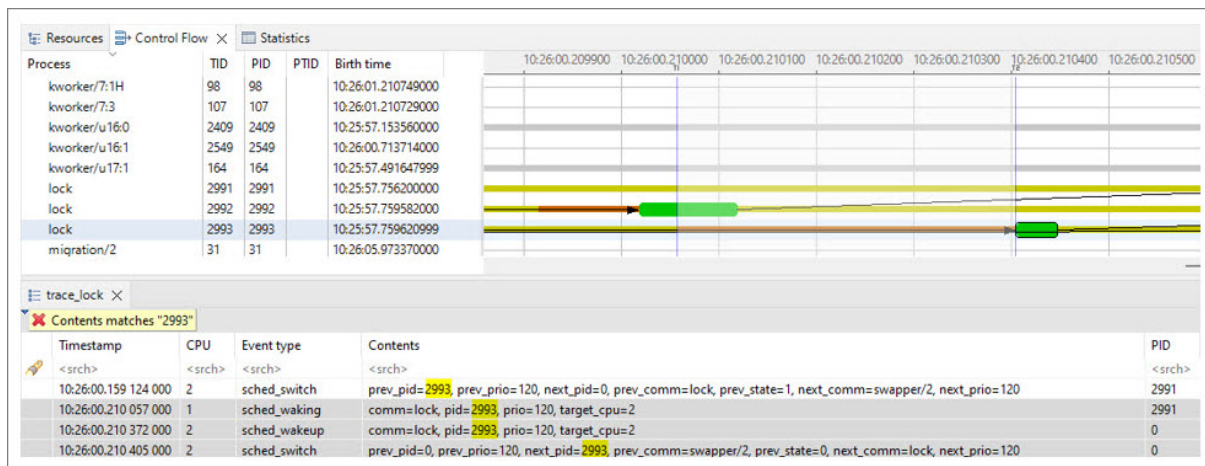 Resources Control Flow Statistics
Process TID PID PTID Birth time 10:26:00.209900 10:26:00.210000 10:26:00.210100 10:26:00.210200 10:26:00.210300 10:26:00.210400 10:26:00.210500
T1 T2
kworker/7:1H 98 98 10:26:01.210749000
kworker/7:3 107 107 10:26:01.210729000
kworker/u16:0 2409 2409 10:25:57.153560000
kworker/u16:1 2549 2549 10:26:00.713714000
kworker/u17:1 164 164 10:25:57.491647999
lock 2991 2991 10:25:57.756200000
lock 2992 2992 10:25:57.759582000
lock 2993 2993 10:25:57.759620999
migration/2 31 31 10:26:05.973370000
trace_lock
Contents matches "2993"
Timestamp CPU Event type Contents PID
<srch> <srch> <srch> <srch> <srch>
10:26:00.159 124 000 2 sched_switch prev_pid=2993, prev_prio=120, next_pid=0, prev_comm=lock, prev_state=1, next_comm=swapper/2, next_prio=120 2991
10:26:00.210 057 000 1 sched_waking comm=lock, pid=2993, prio=120, target_cpu=2 2991
10:26:00.210 372 000 2 sched_wakeup comm=lock, pid=2993, prio=120, target_cpu=2 0
10:26:00.210 405 000 2 sched_switch prev_pid=0, prev_prio=120, next_pid=2993, prev_comm=swapper/2, prev_state=0, next_comm=lock, next_prio=120 0